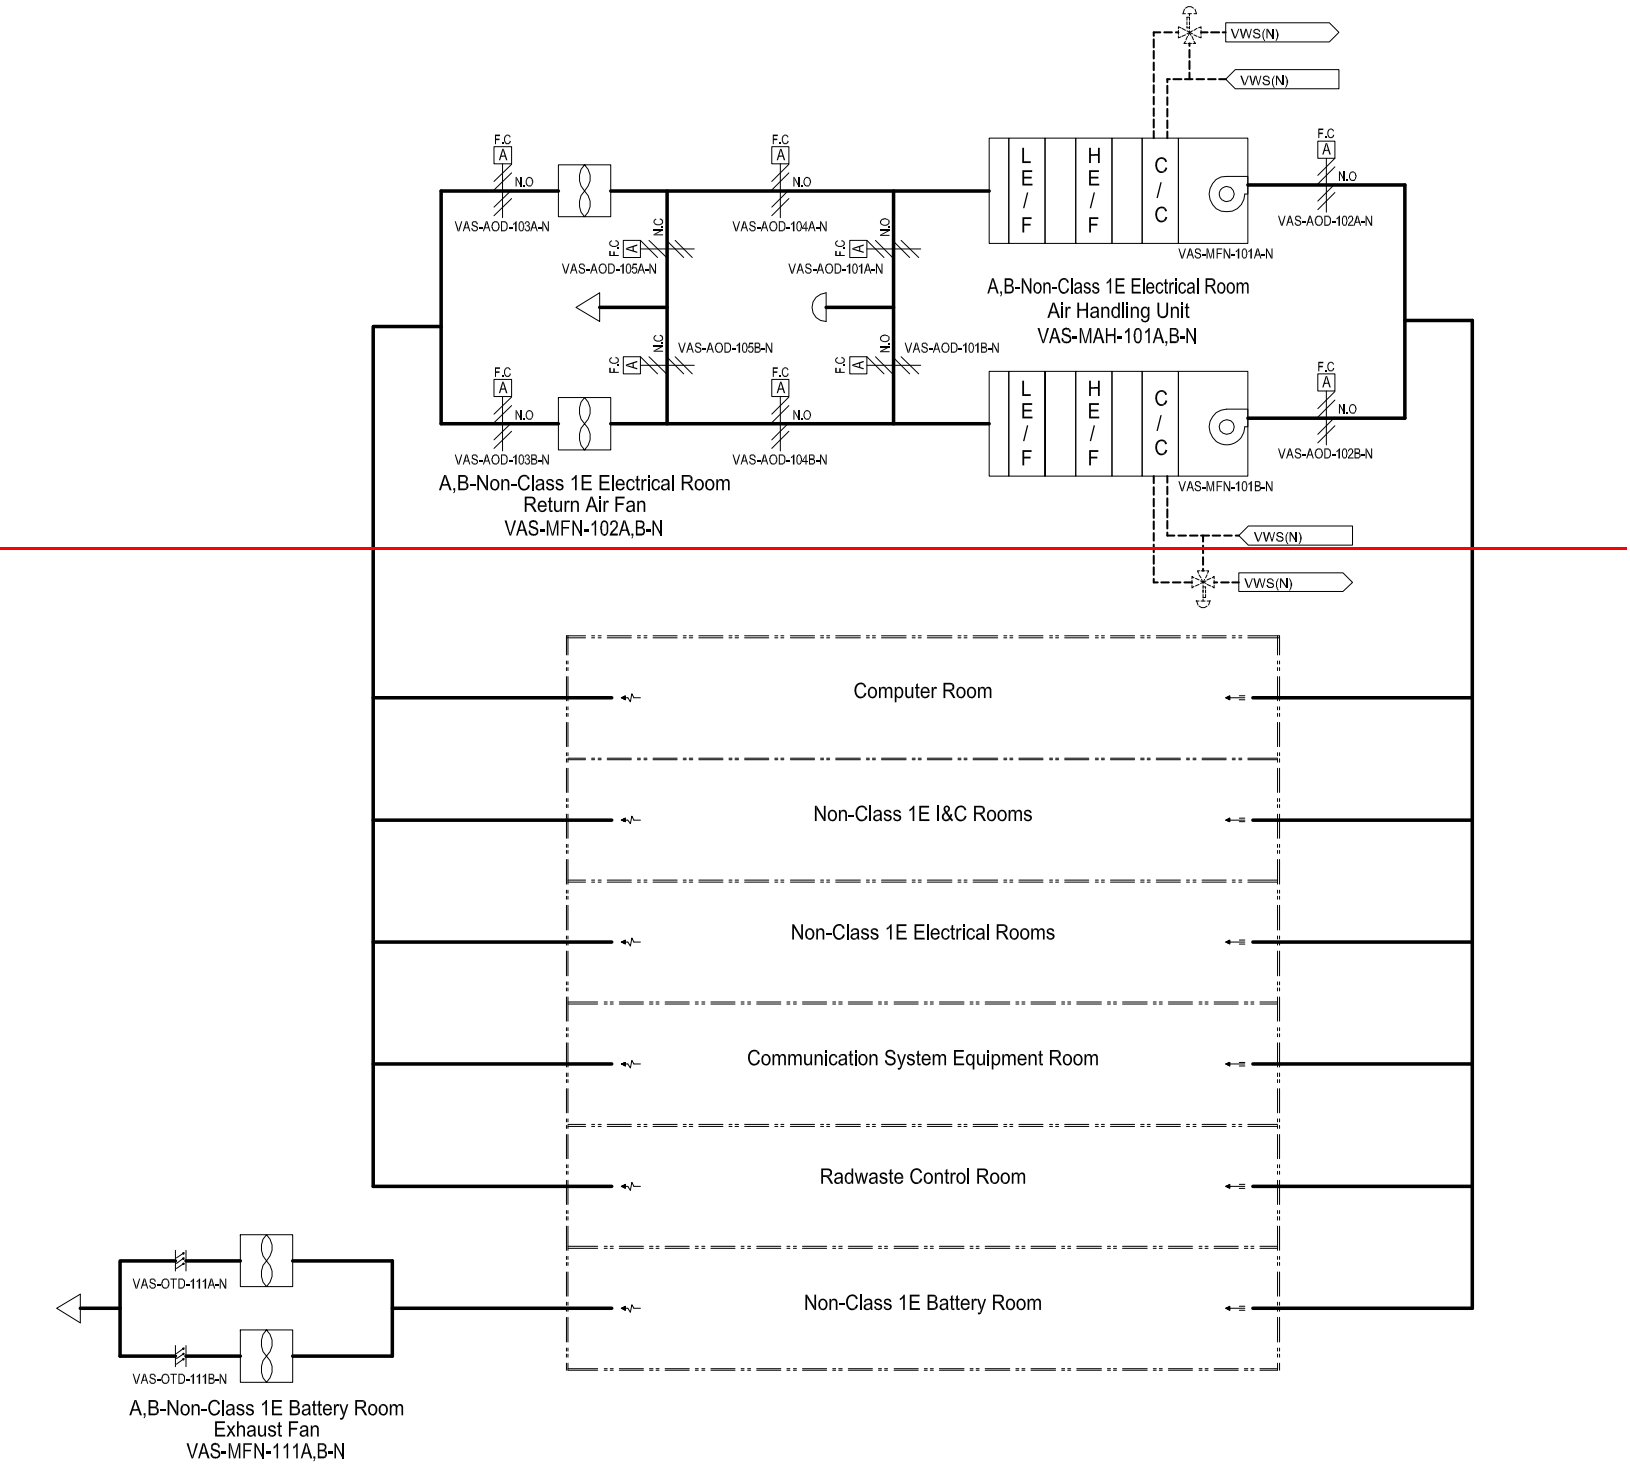 VWS(N)
VWS(N)
F.C
A
N.O
VAS-AOD-103A-N
F.C
A
N.O
VAS-AOD-104A-N
L E / F
H E / F
C / C
VAS-MFN-101A-N
F.C
A
N.O
VAS-AOD-102A-N
F.C
A
N.C
VAS-AOD-105A-N
F.C
A
N.O
VAS-AOD-101A-N
A,B-Non-Class 1E Electrical Room
Air Handling Unit
VAS-MAH-101A,B-N
F.C
A
N.C
VAS-AOD-105B-N
F.C
A
N.O
VAS-AOD-101B-N
F.C
A
N.O
VAS-AOD-103B-N
F.C
A
N.O
VAS-AOD-104B-N
L E / F
H E / F
C / C
VAS-MFN-101B-N
F.C
A
N.O
VAS-AOD-102B-N
A,B-Non-Class 1E Electrical Room
Return Air Fan
VAS-MFN-102A,B-N
VWS(N)
VWS(N)
Computer Room
Non-Class 1E I&C Rooms
Non-Class 1E Electrical Rooms
Communication System Equipment Room
Radwaste Control Room
Non-Class 1E Battery Room
VAS-OTD-111A-N
VAS-OTD-111B-N
A,B-Non-Class 1E Battery Room
Exhaust Fan
VAS-MFN-111A,B-N